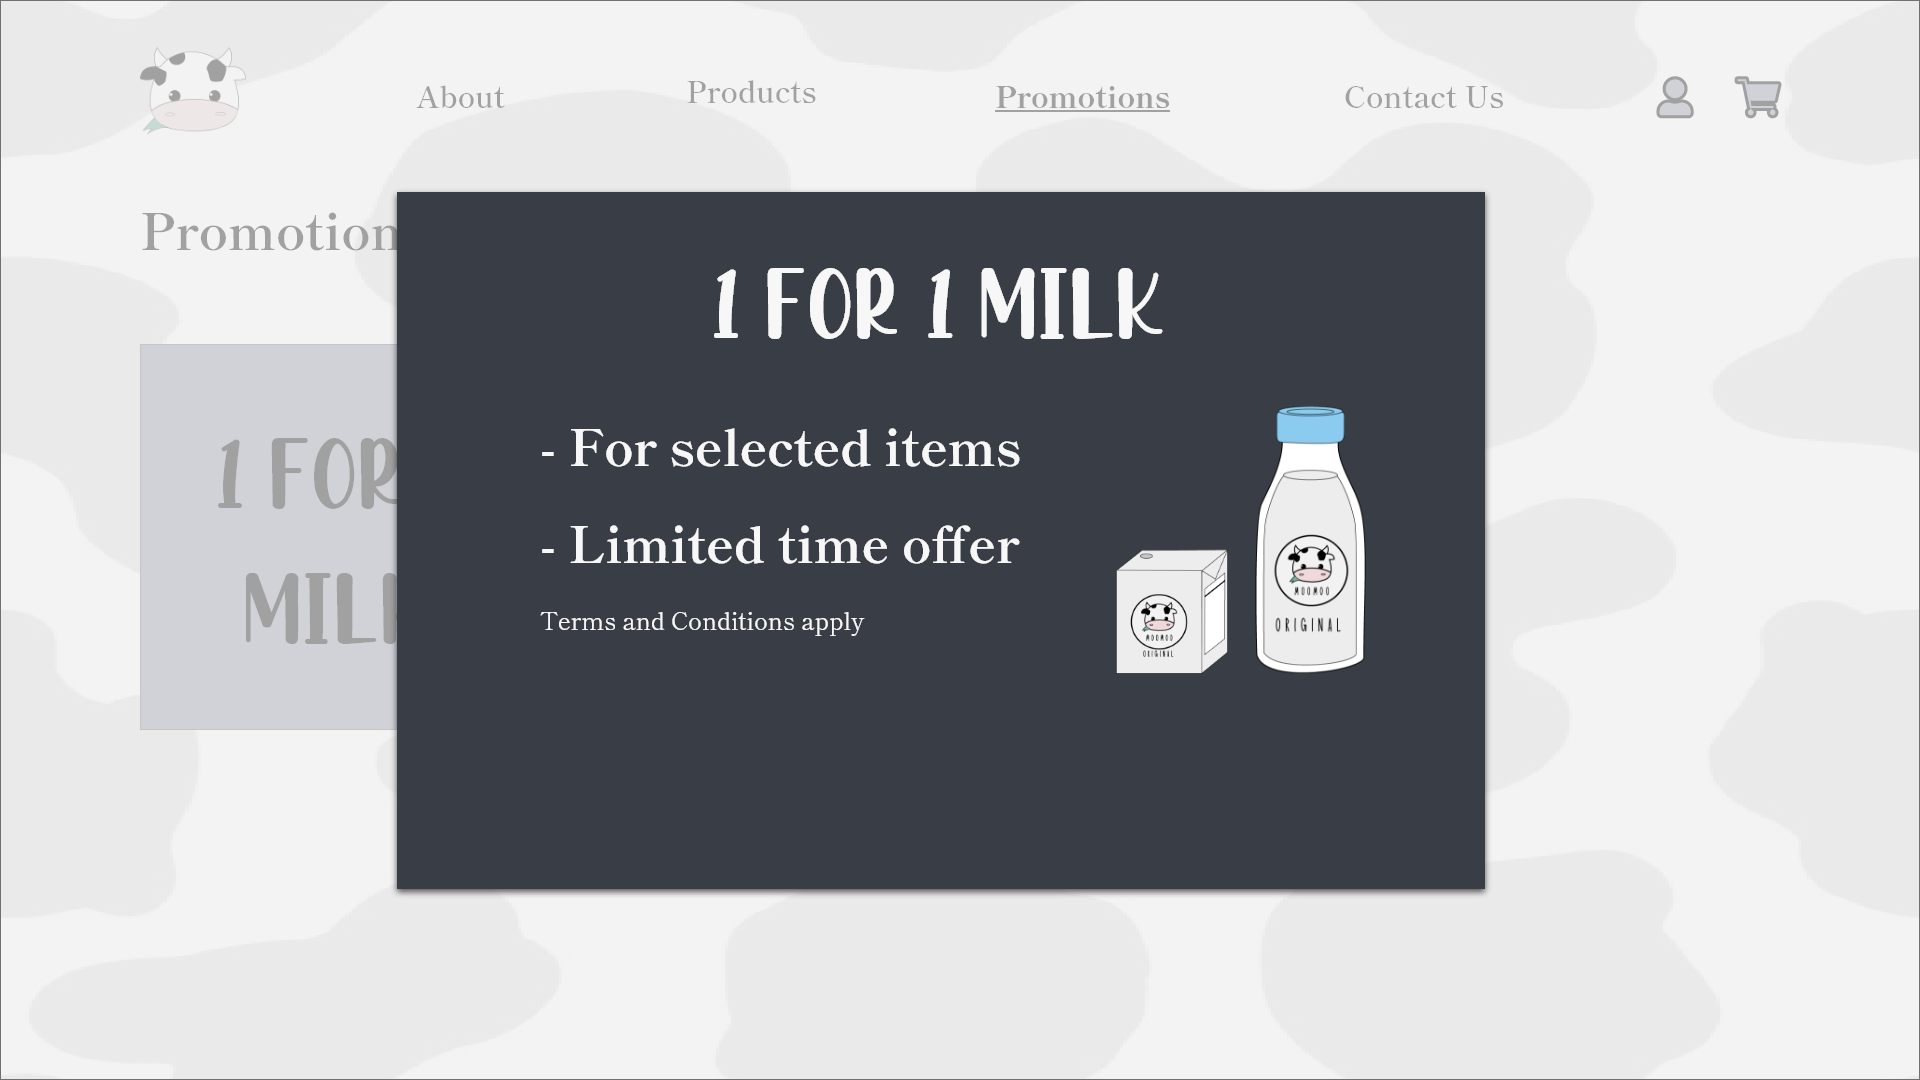 About
Products
Promotions
Contact Us
Promotion
1 FOR
MILK
1 FOR 1 MILK
- For selected items
- Limited time offer
Terms and Conditions apply
MOOMOO
ORIGINAL
MOOMOO
ORIGINAL